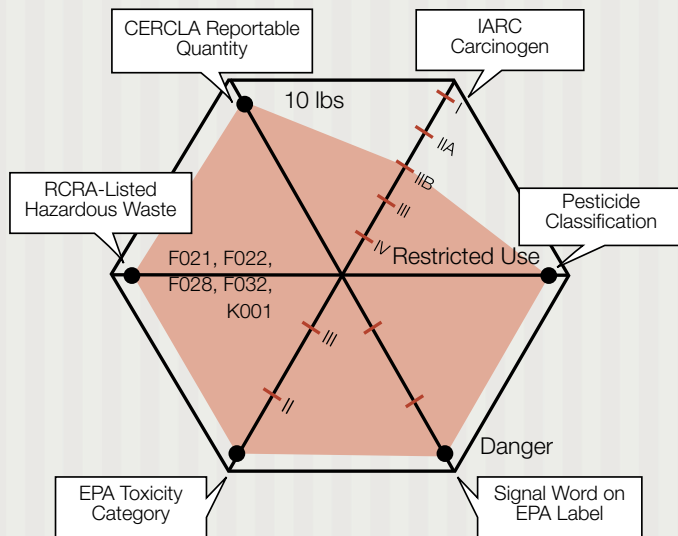 CERCLA Reportable
Quantity
IARC
Carcinogen
10 lbs
I
IIA
IIB
III
IV
RCRA-Listed
Hazardous Waste
Pesticide
Classification
Restricted Use
F021, F022,
F028, F032,
K001
III
II
Danger
EPA Toxicity
Category
Signal Word on
EPA Label